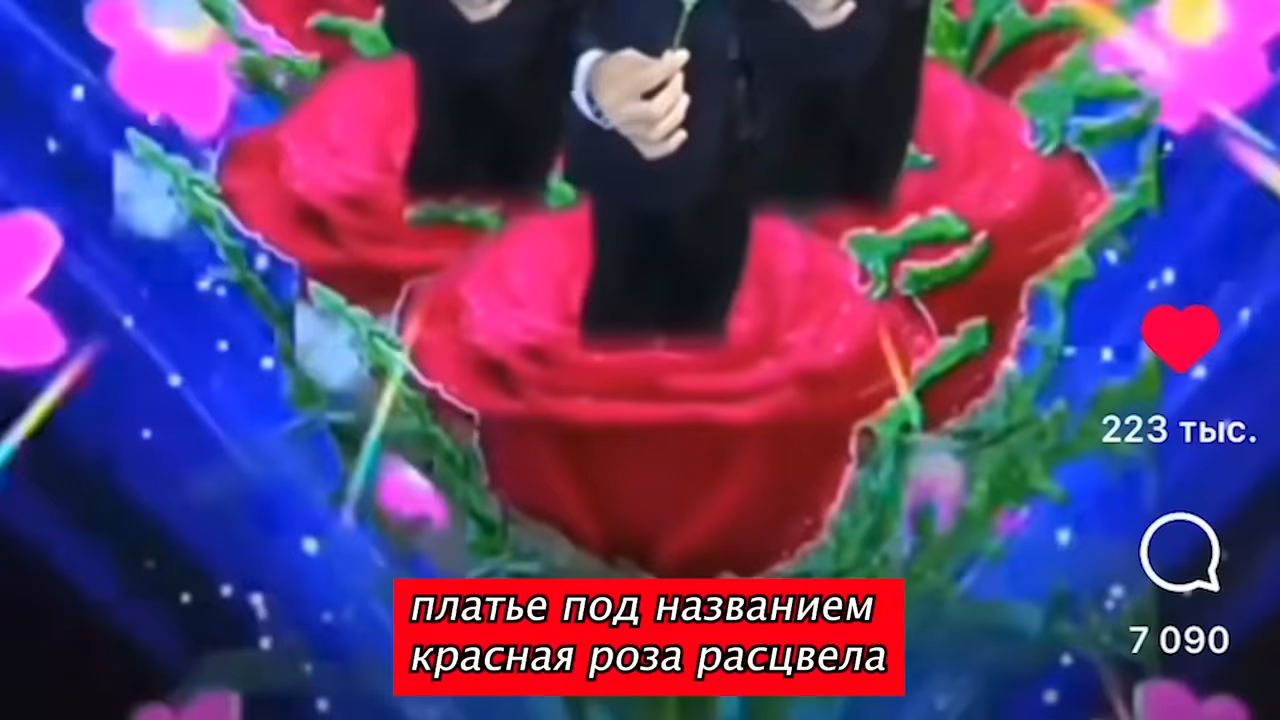 223 тыс.
7 090
платье под названием
красная роза расцвела